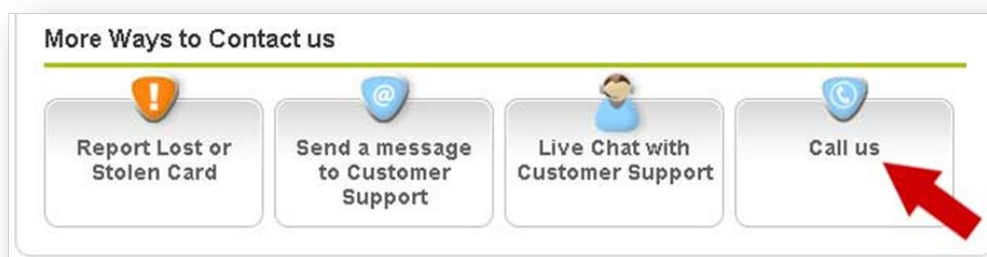 More Ways to Contact us
Report Lost or
Stolen Card
Send a message
to Customer
Support
Live Chat with
Customer Support
Call us